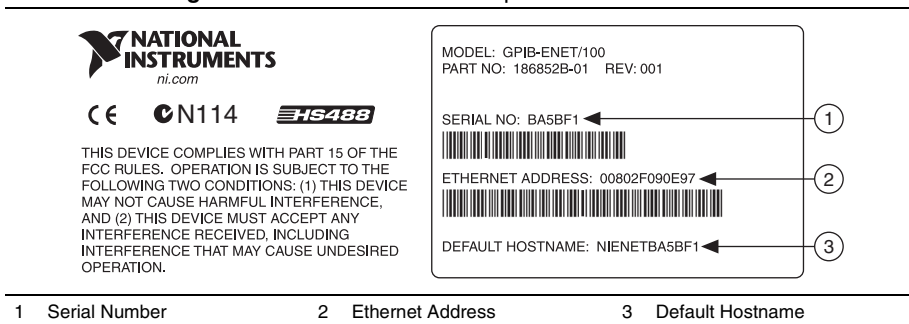 NATIONAL
INSTRUMENTS
ni.com
CE N114 HS488
THIS DEVICE COMPLIES WITH PART 15 OF THE
FCC RULES. OPERATION IS SUBJECT TO THE
FOLLOWING TWO CONDITIONS: (1) THIS DEVICE
MAY NOT CAUSE HARMFUL INTERFERENCE,
AND (2) THIS DEVICE MUST ACCEPT ANY
INTERFERENCE RECEIVED, INCLUDING
INTERFERENCE THAT MAY CAUSE UNDESIRED
OPERATION.
MODEL: GPIB-ENET/100
PART NO: 186852B-01 REV: 001
SERIAL NO: BA5BF1 1
ETHERNET ADDRESS: 00802F090E97 2
DEFAULT HOSTNAME: NIENETBA5BF1 3
1 Serial Number 2 Ethernet Address 3 Default Hostname